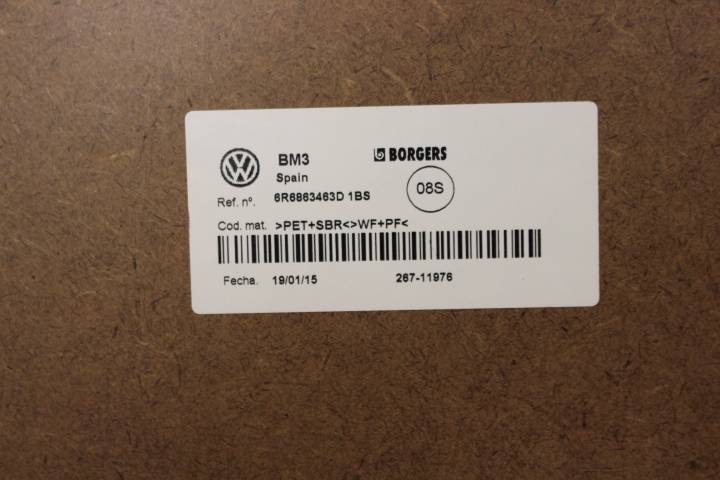 BM3
BORGERS
Spain
08S
Ref. nº. 6R6863463D 1BS
Cod. mat. >PET+SBR<>WF+PF<
Fecha. 19/01/15 267-11976